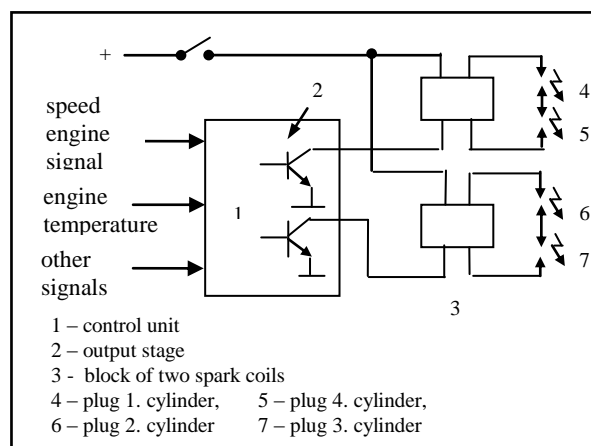 +
2
4
speed
engine
signal
5
engine
temperature
1
6
other
signals
7
3
1 – control unit
2 – output stage
3 -  block of two spark coils
4 – plug 1. cylinder,     5 – plug 4. cylinder,
6 – plug 2. cylinder     7 – plug 3. cylinder